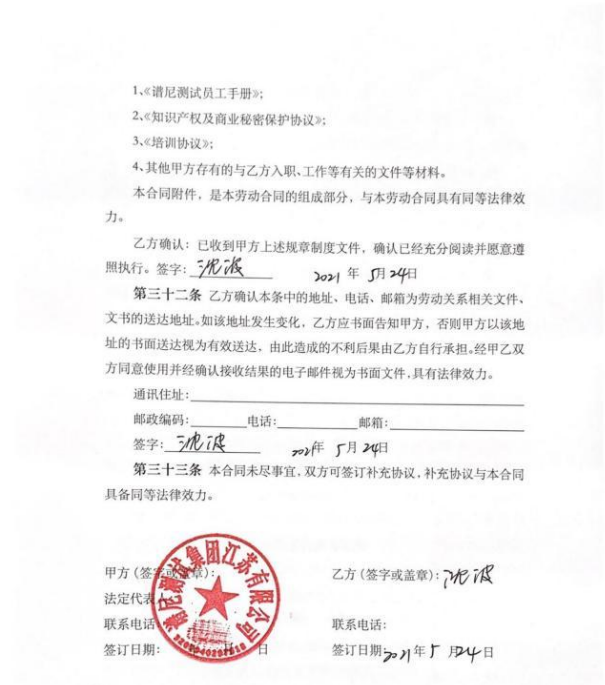 1、《谱尼测试员工手册》;
2、《知识产权及商业秘密保护协议》;
3、《培训协议》;
4、其他甲方存有的与乙方入职、工作等有关的文件等材料。
本合同附件，是本劳动合同的组成部分，与本劳动合同具有同等法律效
力。
乙方确认：已收到甲方上述规章制度文件，确认已经充分阅读并愿意遵
照执行。签字: 沈波 2021 年 5月24日
第三十二条 乙方确认本条中的地址、电话、邮箱为劳动关系相关文件、
文书的送达地址。如该地址发生变化，乙方应书面告知甲方，否则甲方以该地
址的书面送达视为有效送达，由此造成的不利后果由乙方自行承担。经甲乙双
方同意使用并经确认接收结果的电子邮件视为书面文件，具有法律效力。
通讯住址:
邮政编码: 电话: 邮箱:
签字: 沈波 2021年 5月 24日
第三十三条 本合同未尽事宜，双方可签订补充协议，补充协议与本合同
具备同等法律效力。
谱尼测试集团江苏有限公司
甲方(签字或盖章):
乙方(签字或盖章): 沈波
法定代表
联系电话
联系电话:
签订日期: 日
签订日期: 2021年 5 月24日